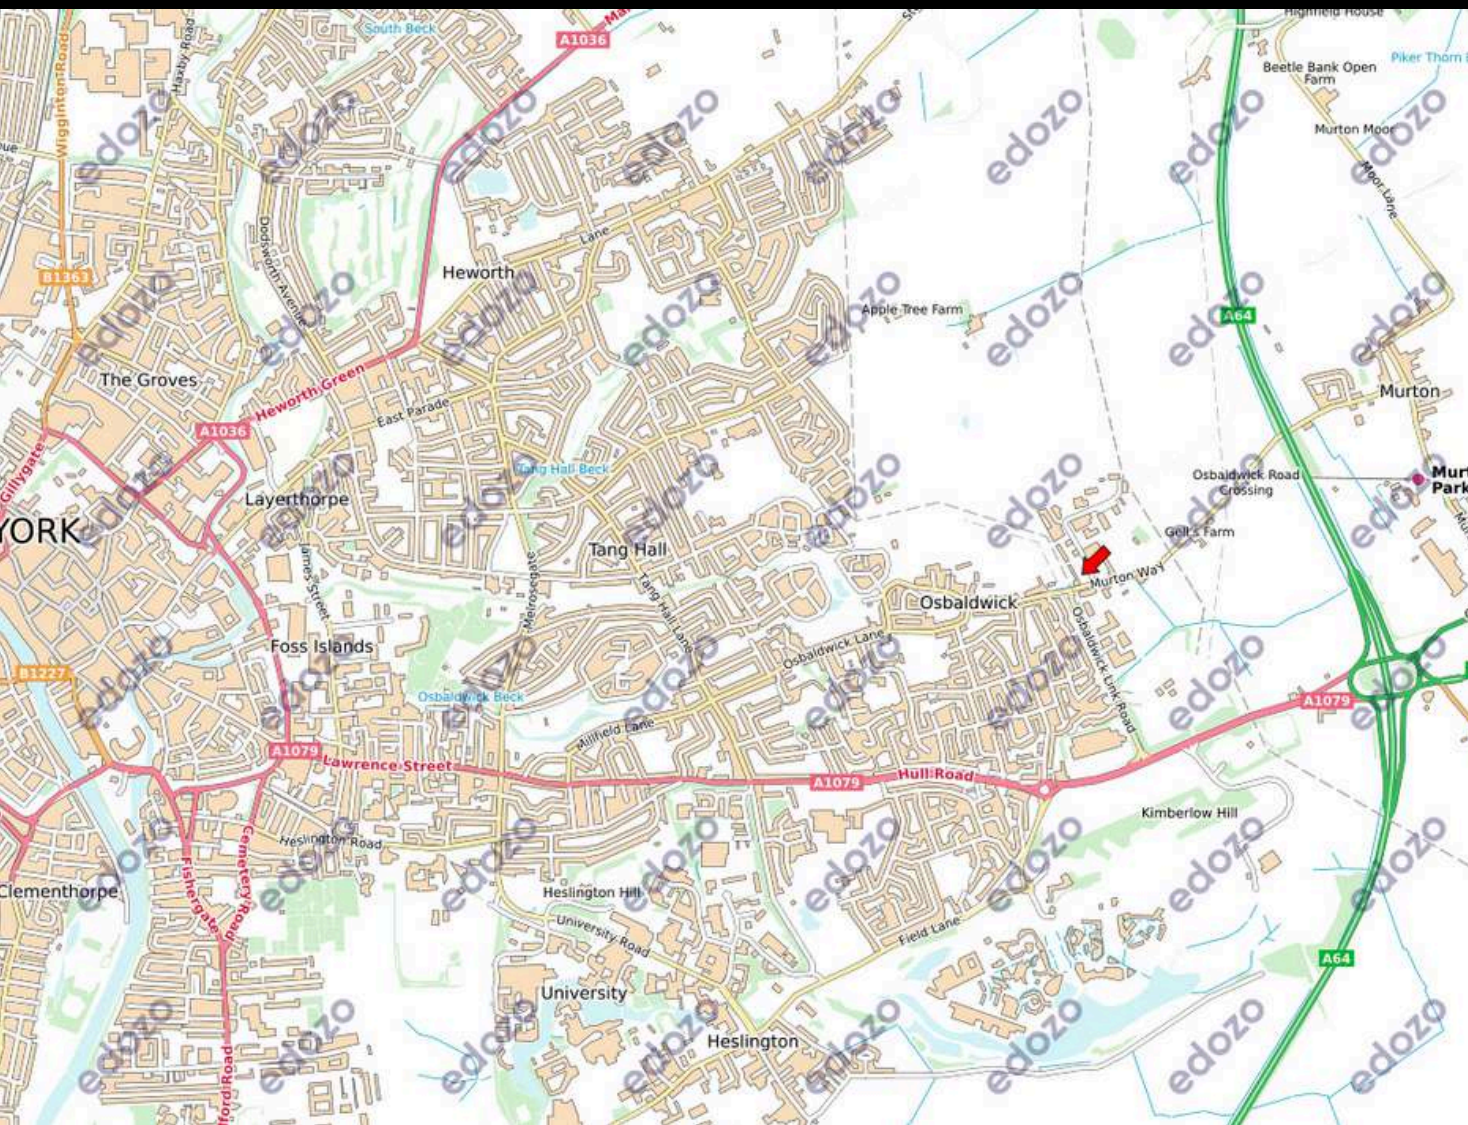 Highfield House
South Beck
A1036
Haxby Road
Wigginton Road
Beetle Bank Open
Farm
Piker Thorn
Murton Moor
Moor Lane
edozo
Lane
Dodsworth Avenue
Heworth
B1363
Apple Tree Farm
A64
The Groves
Heworth Green
East Parade
Murton
A1036
Gillygate
Tang Hall Beck
Layerthorpe
Osbaldwick Road
Crossing
Murt
Park
YORK
Gell's Farm
Tang Hall
James Street
Melrosegate
Tang Hall Lane
Murton Way
Osbaldwick
Osbaldwick Lane
Osbaldwick Link Road
Foss Islands
B1227
Osbaldwick Beck
A1079
Millfield Lane
A1079
Lawrence Street
A1079
Hull Road
Kimberlow Hill
Heslington Road
Cemetery Road
Fishergate
Clementhorpe
Heslington Hill
University Road
Field Lane
A64
University
Heslington
lford Road